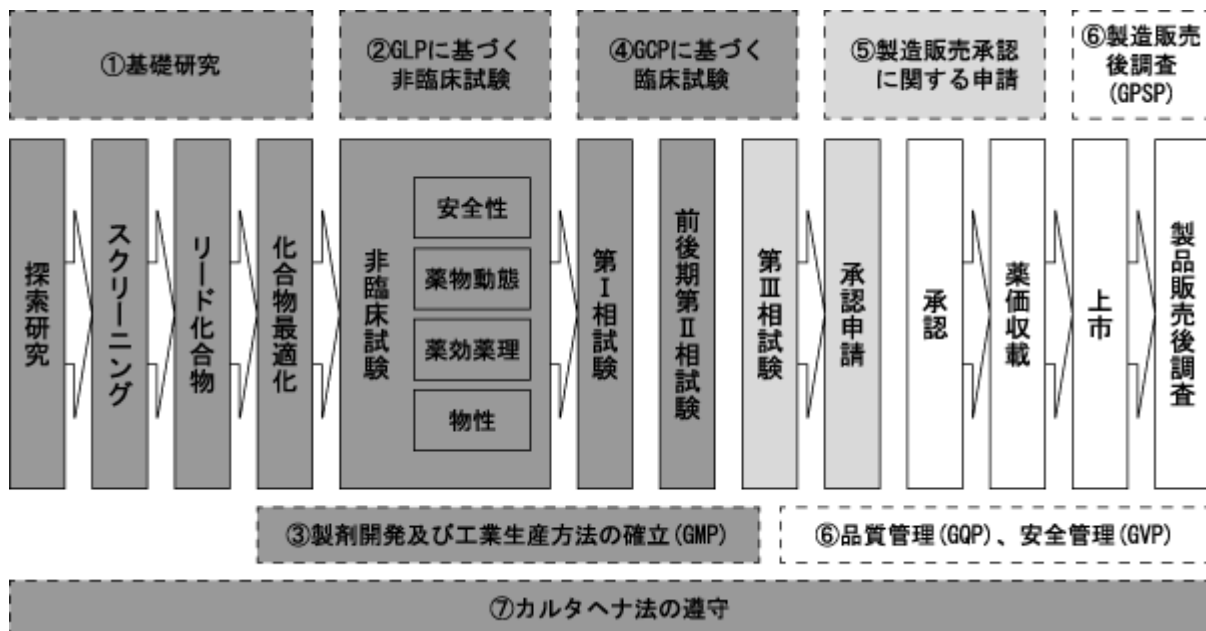 ①基礎研究
②GLPに基づく
非臨床試験
④GCPに基づく
臨床試験
⑤製造販売承認
に関する申請
⑥製造販売
後調査
(GPSP)
探索研究
スクリーニング
リード化合物
化合物最適化
非臨床試験
安全性
薬物動態
薬効薬理
物性
第Ⅰ相試験
前後期第Ⅱ相試験
第Ⅲ相試験
承認申請
承認
薬価収載
上市
製品販売後調査
③製剤開発及び工業生産方法の確立(GMP)
⑥品質管理(GQP)、安全管理(GVP)
⑦カルタヘナ法の遵守